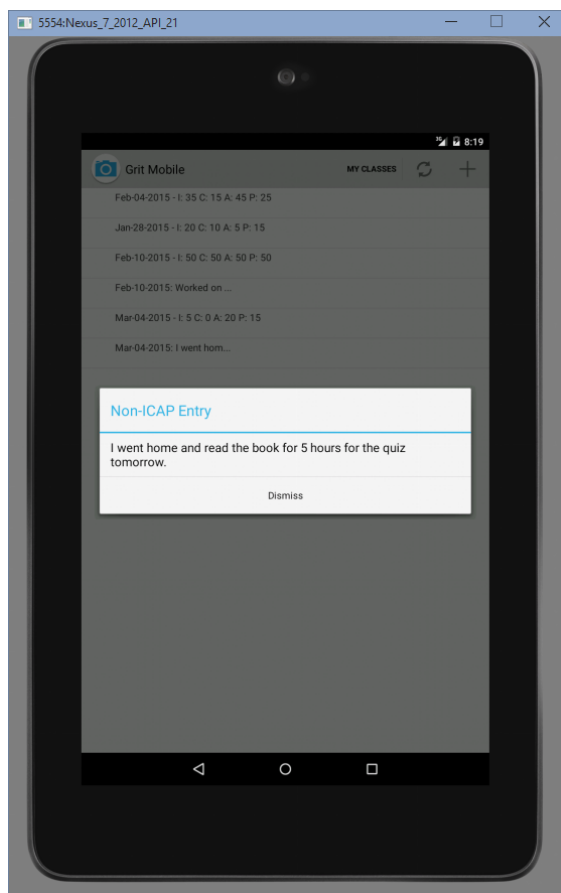 5554:Nexus_7_2012_API_21
3G 8:19
Grit Mobile MY CLASSES
Feb-04-2015 - I: 35 C: 15 A: 45 P: 25
Jan-28-2015 - I: 20 C: 10 A: 5 P: 15
Feb-10-2015 - I: 50 C: 50 A: 50 P: 50
Feb-10-2015: Worked on ...
Mar-04-2015 - I: 5 C: 0 A: 20 P: 15
Mar-04-2015: I went hom...
Non-ICAP Entry
I went home and read the book for 5 hours for the quiz
tomorrow.
Dismiss